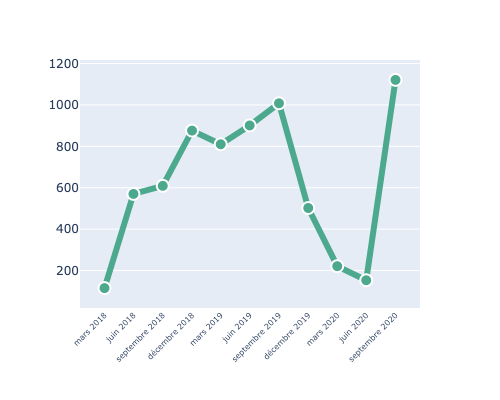 1200
1000
800
600
400
200
mars 2018
juin 2018
septembre 2018
décembre 2018
mars 2019
juin 2019
septembre 2019
décembre 2019
mars 2020
juin 2020
septembre 2020